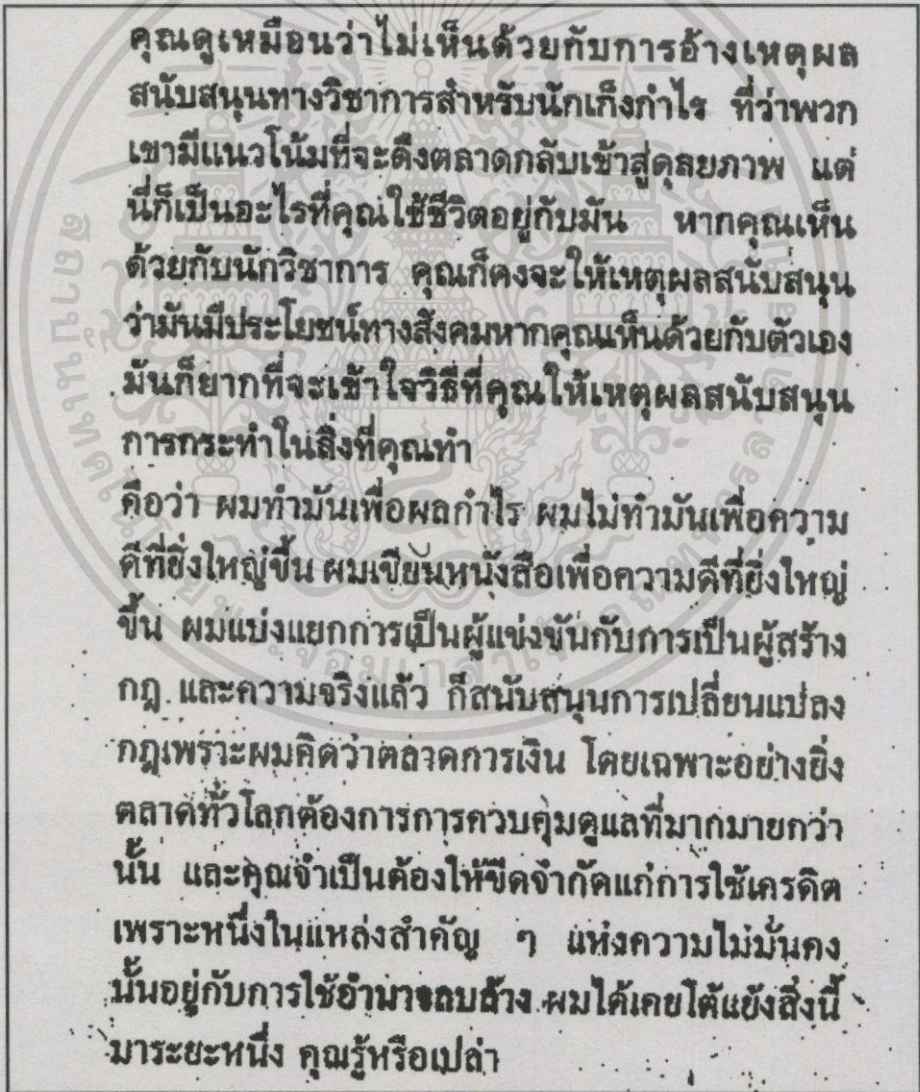 คุณดูเหมือนว่าไม่เห็นด้วยกับการอ้างเหตุผล
สนับสนุนทางวิชาการสำหรับนักเก็งกำไร ที่ว่าพวก
เขามีแนวโน้มที่จะดึงตลาดกลับเข้าสู่ดุลยภาพ แต่
นี่ก็เป็นอะไรที่คุณใช้ชีวิตอยู่กับมัน หากคุณเห็น
ด้วยกับนักวิชาการ คุณก็คงจะให้เหตุผลสนับสนุน
ว่ามันมีประโยชน์ทางสังคมหากคุณเห็นด้วยกับตัวเอง
มันก็ยากที่จะเข้าใจวิธีที่คุณให้เหตุผลสนับสนุน
การกระทำในสิ่งที่คุณทำ
คือว่า ผมทำมันเพื่อผลกำไร ผมไม่ทำมันเพื่อความ
ดีที่ยิ่งใหญ่ขึ้น ผมเขียนหนังสือเพื่อความดีที่ยิ่งใหญ่
ขึ้น ผมแบ่งแยกการเป็นผู้แข่งขันกับการเป็นผู้สร้าง
กฎ และความจริงแล้ว ก็สนับสนุนการเปลี่ยนแปลง
กฎเพราะผมคิดว่าตลาดการเงิน โดยเฉพาะอย่างยิ่ง
ตลาดทั่วโลกต้องการการควบคุมดูแลที่มากมายกว่า
นั้น และคุณจำเป็นต้องให้ขีดจำกัดแก่การใช้เครดิต
เพราะหนึ่งในแหล่งสำคัญ ๆ แห่งความไม่มั่นคง
นั้นอยู่กับการใช้อำนาจลบล้าง ผมได้เคยโต้แย้งสิ่งนี้
มาระยะหนึ่ง คุณรู้หรือเปล่า